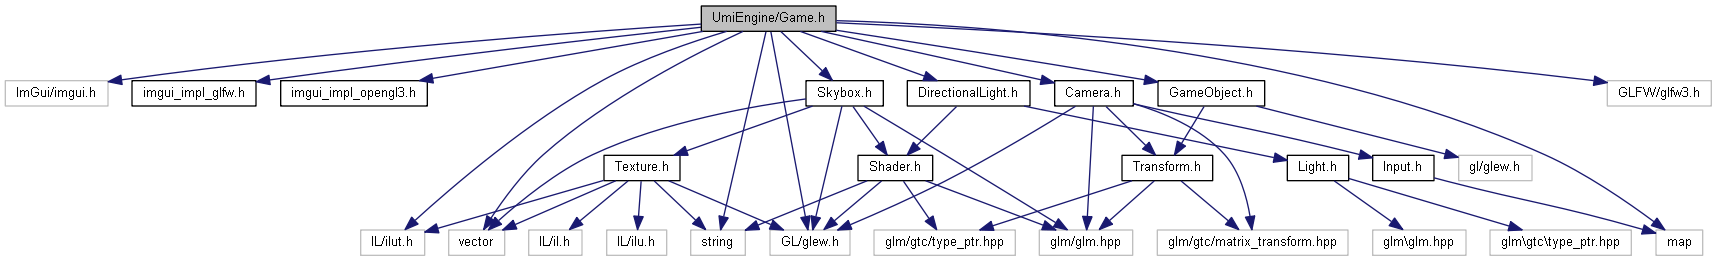 UmiEngine/Game.h
ImGui/imgui.h
imgui_impl_glfw.h
imgui_impl_opengl3.h
Skybox.h
DirectionalLight.h
Camera.h
GameObject.h
GLFW/glfw3.h
Texture.h
Shader.h
Transform.h
Light.h
Input.h
gl/glew.h
IL/ilut.h
vector
IL/il.h
IL/ilu.h
string
GL/glew.h
glm/gtc/type_ptr.hpp
glm/glm.hpp
glm/gtc/matrix_transform.hpp
glm\glm.hpp
glm\gtc\type_ptr.hpp
map